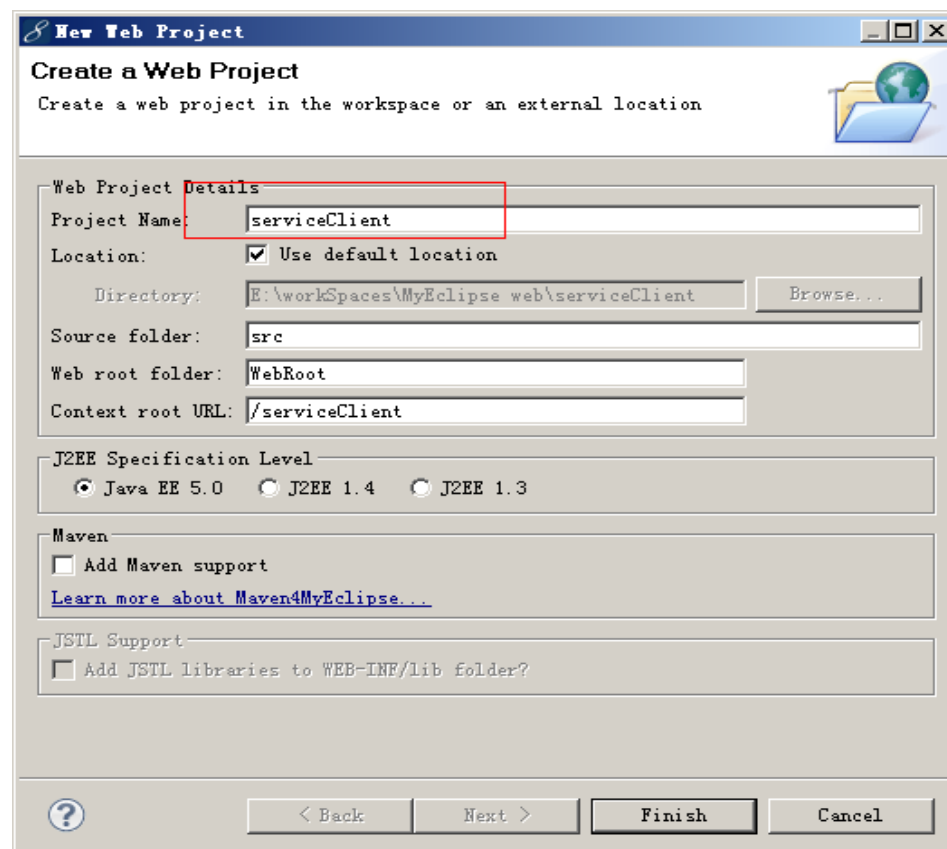 New Web Project
Create a Web Project
Create a web project in the workspace or an external location
Web Project Details
Project Name: serviceClient
Location: Use default location
Directory: E:\workSpaces\MyEclipse web\serviceClient Browse...
Source folder: src
Web root folder: WebRoot
Context root URL: /serviceClient
J2EE Specification Level
Java EE 5.0 J2EE 1.4 J2EE 1.3
Maven
Add Maven support
Learn more about Maven4MyEclipse...
JSTL Support
Add JSTL libraries to WEB-INF/lib folder?
? < Back Next > Finish Cancel